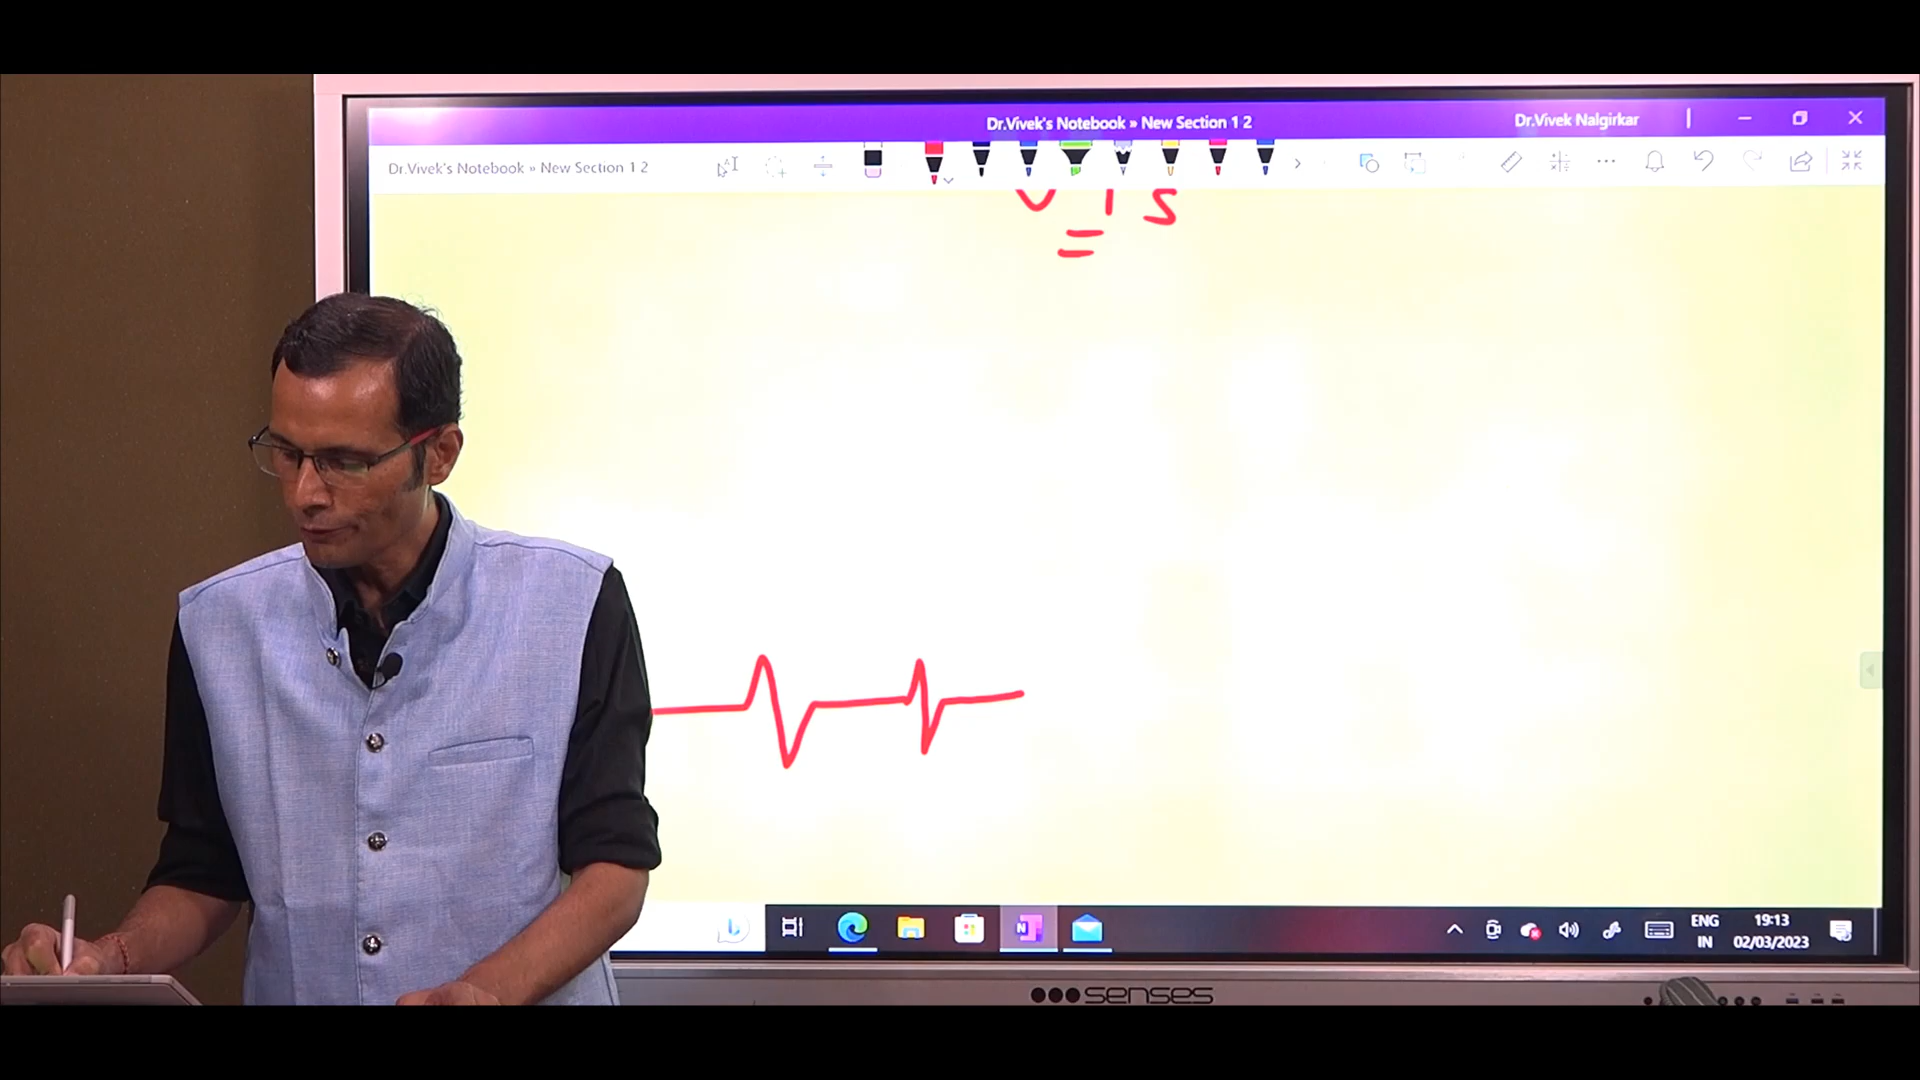 Dr.Vivek's Notebook » New Section 1 2
Dr.Vivek Nalgirkar
Dr.Vivek's Notebook » New Section 1 2
V T S
ENG
IN
19:13
02/03/2023
senses